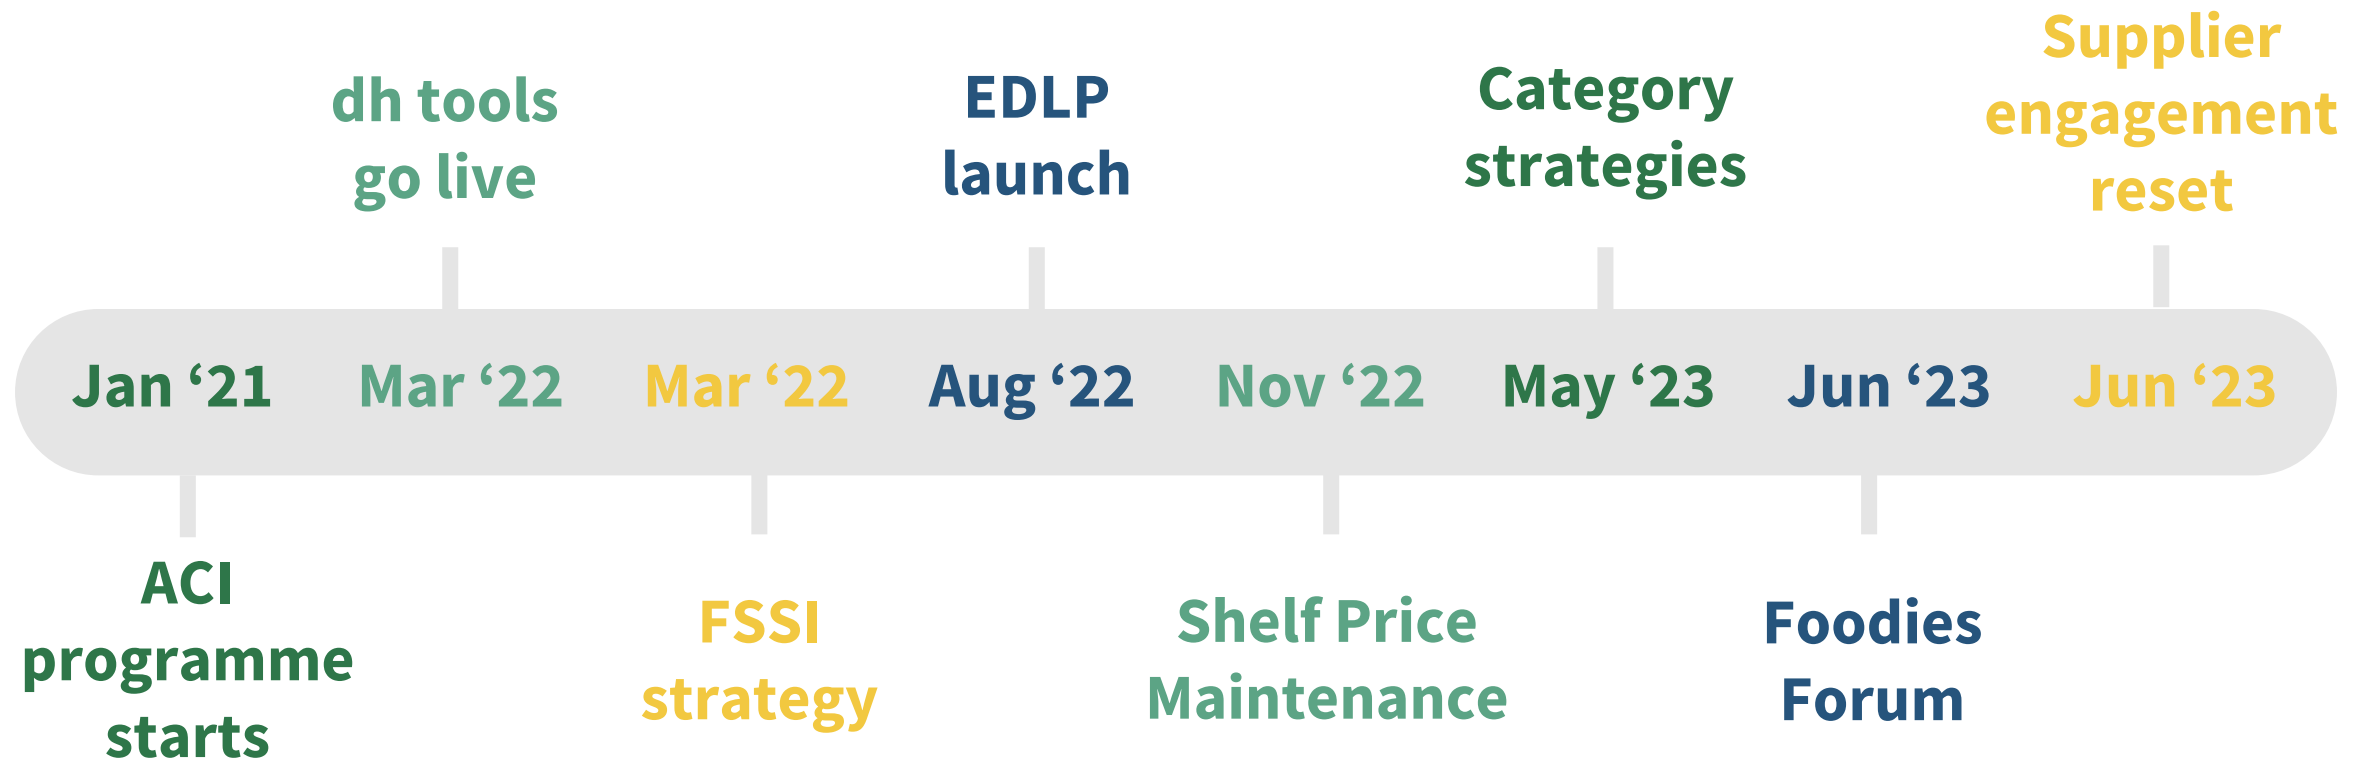 dh tools
go live
EDLP
launch
Category
strategies
Supplier
engagement
reset
Jan ‘21
Mar ‘22
Mar ‘22
Aug ‘22
Nov ‘22
May ‘23
Jun ‘23
Jun ‘23
ACI
programme
starts
FSSI
strategy
Shelf Price
Maintenance
Foodies
Forum